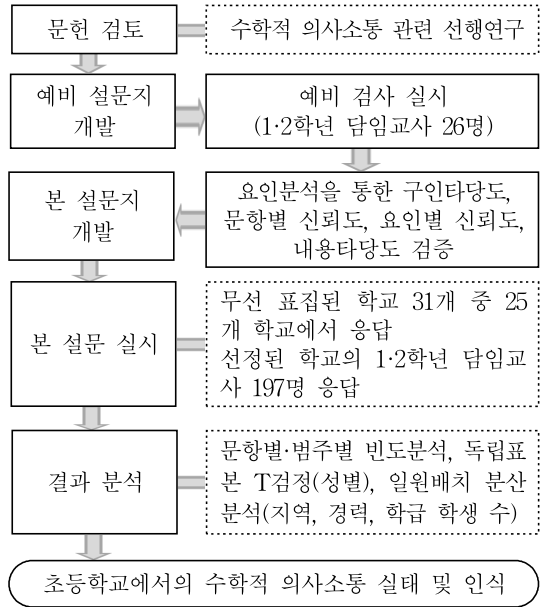 문헌 검토
수학적 의사소통 관련 선행연구
예비 설문지
개발
예비 검사 실시
(1·2학년 담임교사 26명)
본 설문지
개발
요인분석을 통한 구인타당도,
문항별 신뢰도, 요인별 신뢰도,
내용타당도 검증
본 설문 실시
무선 표집된 학교 31개 중 25
개 학교에서 응답
선정된 학교의 1·2학년 담임교
사 197명 응답
결과 분석
문항별·범주별 빈도분석, 독립표
본 T검정(성별), 일원배치 분산
분석(지역, 경력, 학급 학생 수)
초등학교에서의 수학적 의사소통 실태 및 인식